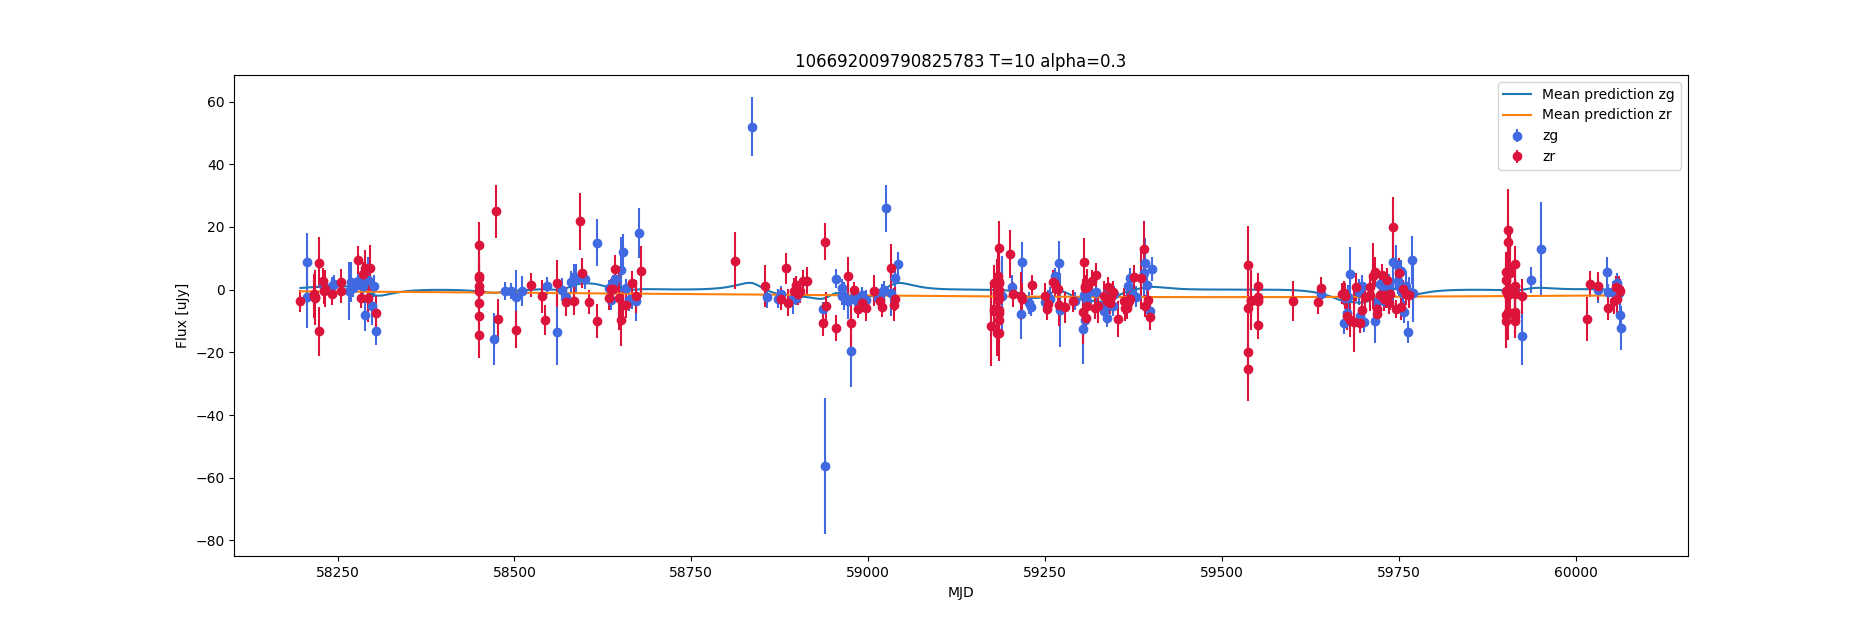 106692009790825783 T=10 alpha=0.3
Mean prediction zg
Mean prediction zr
zg
zr
60
40
20
0
−20
−40
−60
−80
Flux [uJy]
58250 58500 58750 59000 59250 59500 59750 60000
MJD